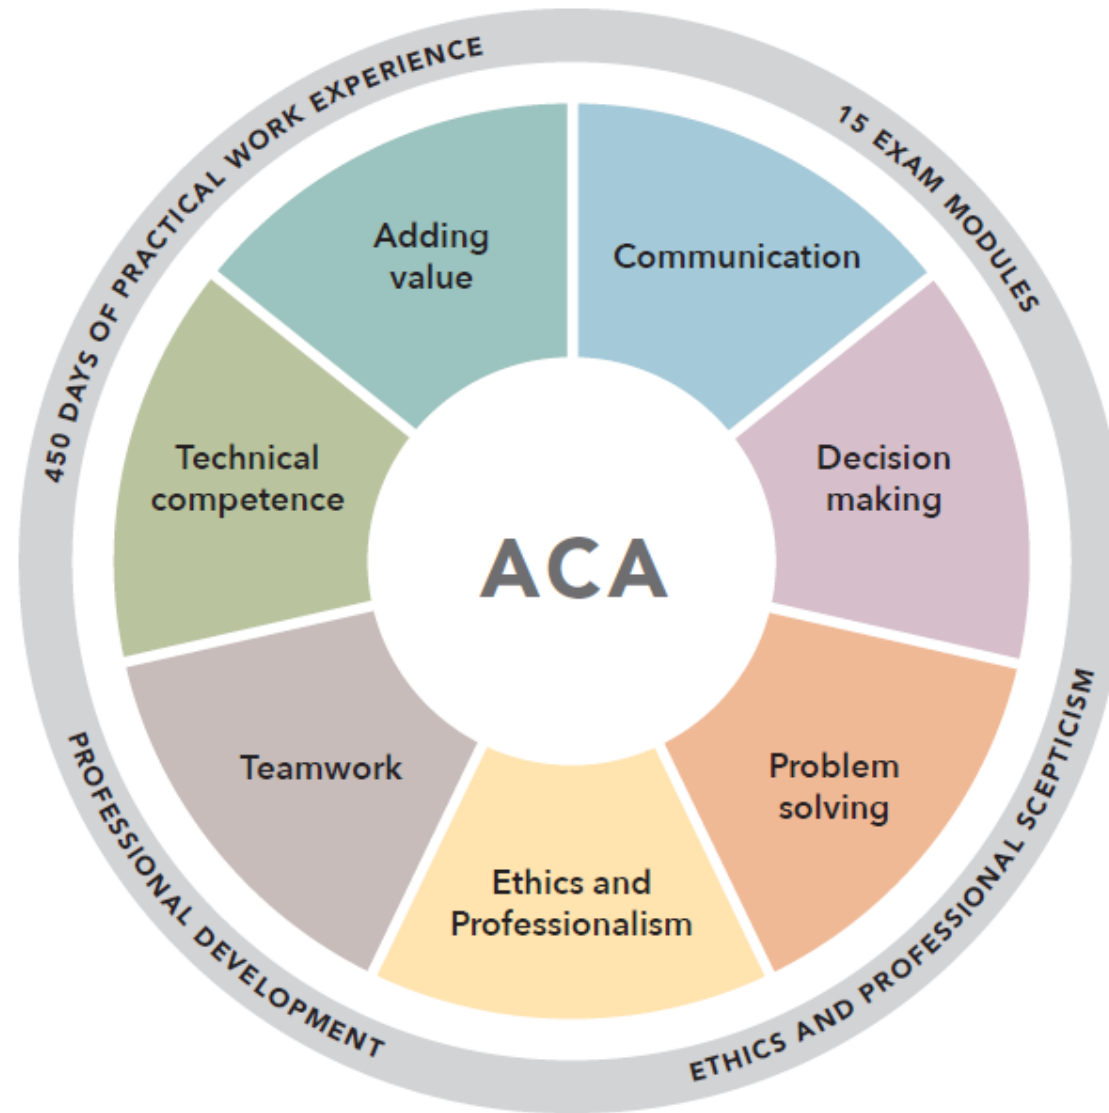 450 DAYS OF PRACTICAL WORK EXPERIENCE
15 EXAM MODULES
Adding
value
Communication
Technical
competence
Decision
making
ACA
Teamwork
Problem
solving
Ethics and
Professionalism
PROFESSIONAL DEVELOPMENT
ETHICS AND PROFESSIONAL SCEPTICISM